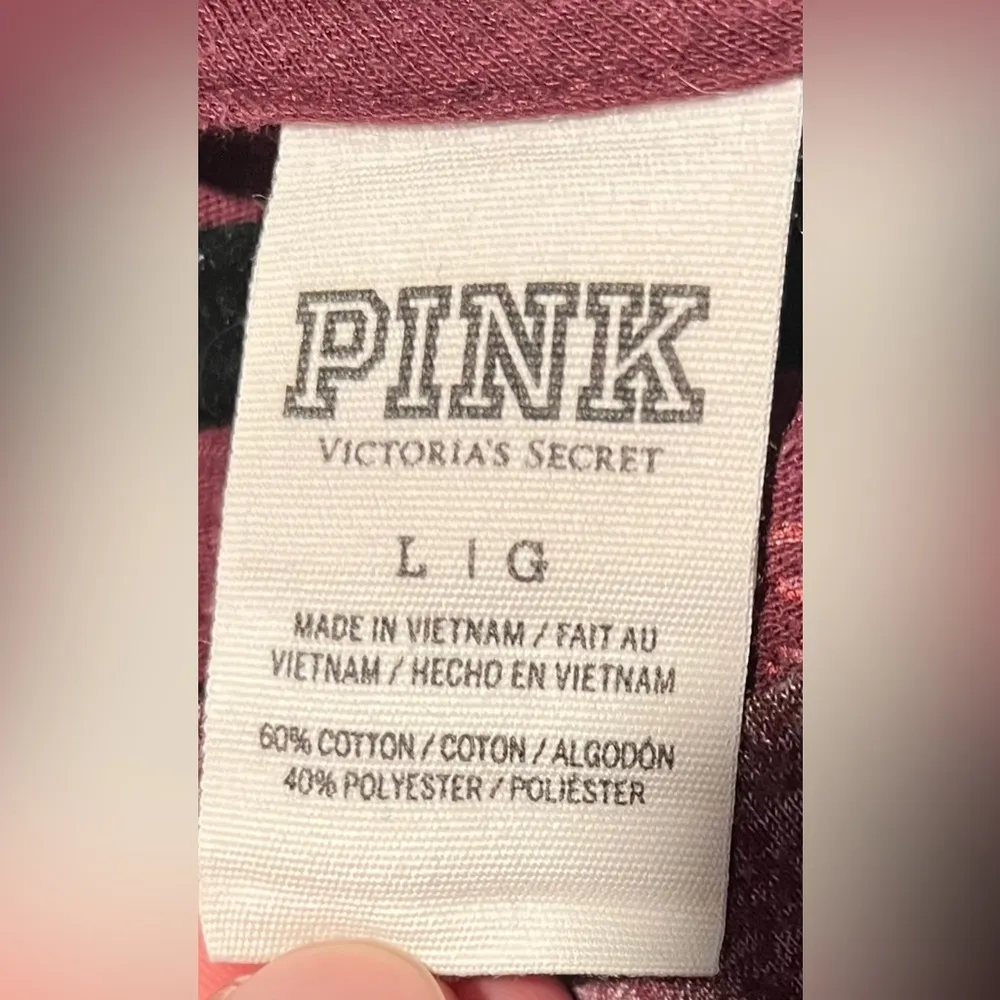 PINK
VICTORIA'S SECRET
L | G
MADE IN VIETNAM / FAIT AU
VIETNAM / HECHO EN VIETNAM
60% COTTON / COTON / ALGODÓN
40% POLYESTER / POLIÉSTER